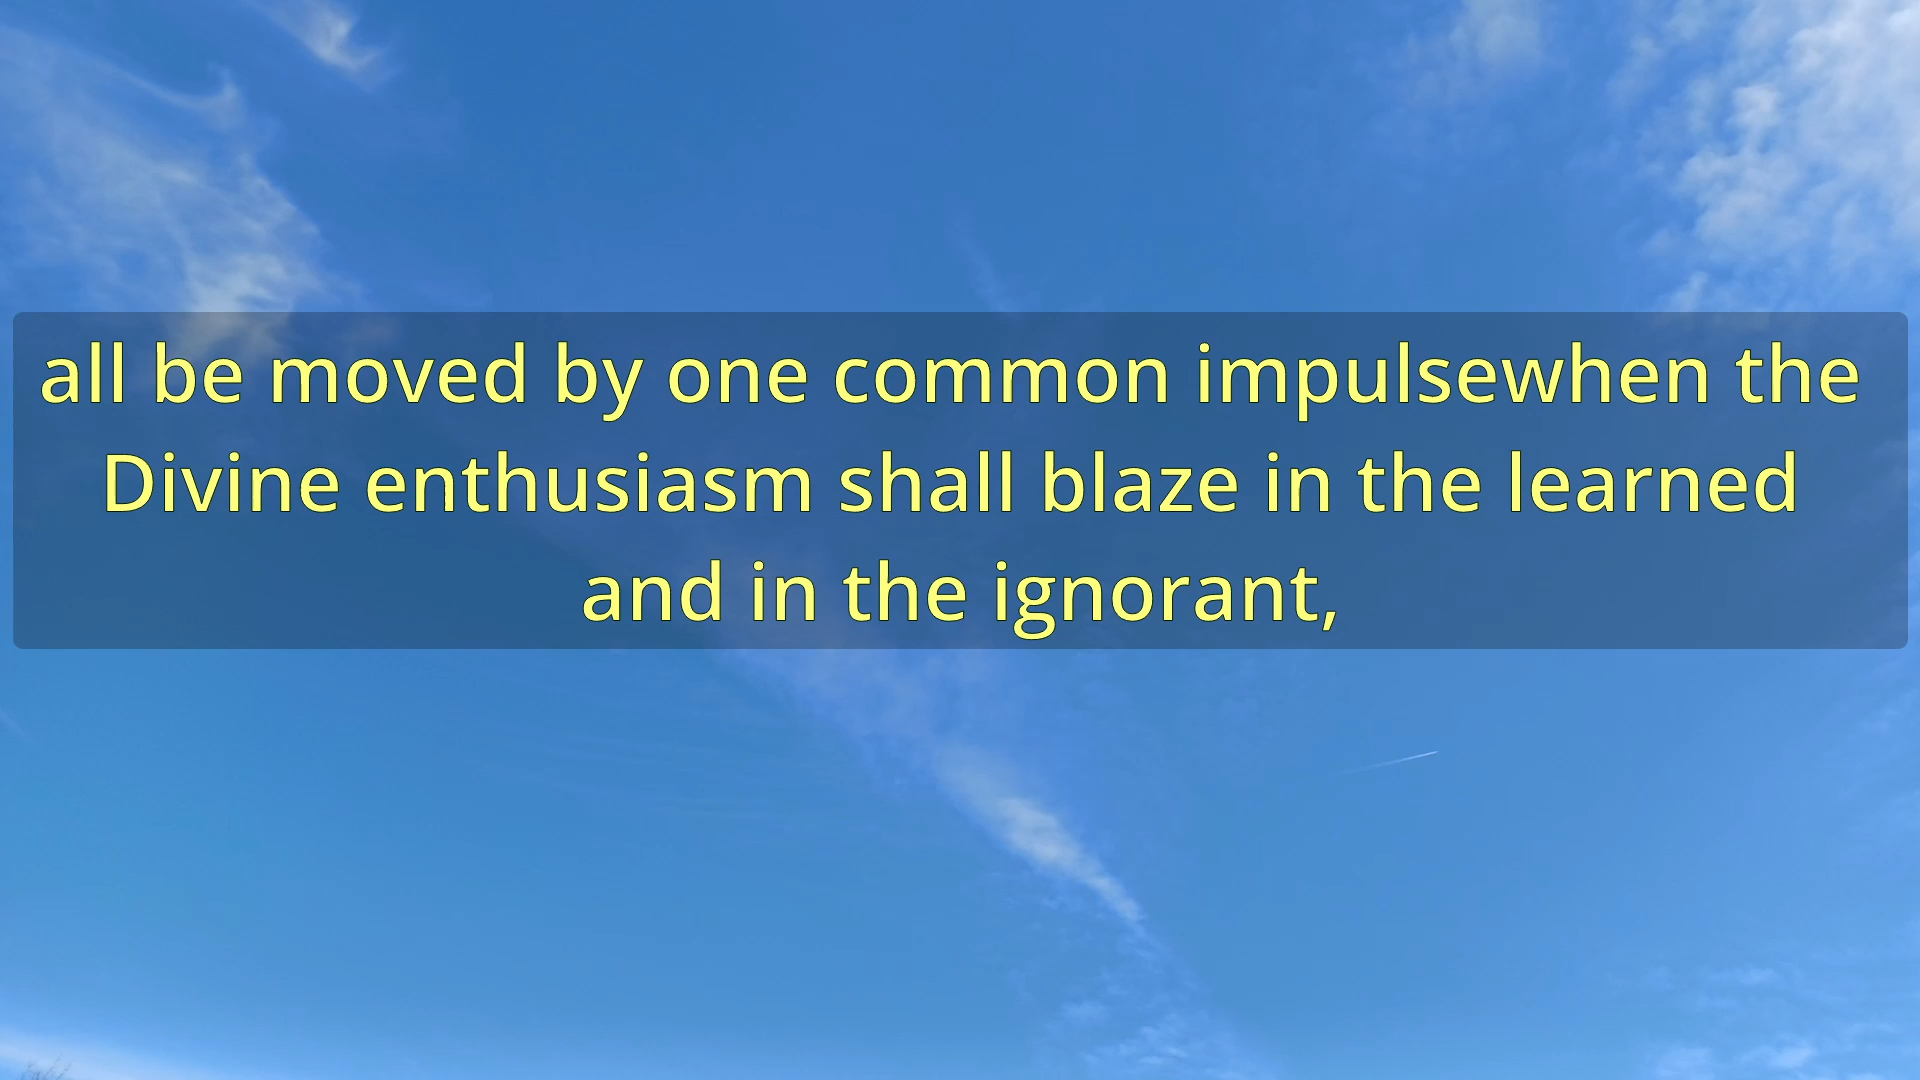 all be moved by one common impulsewhen the
Divine enthusiasm shall blaze in the learned
and in the ignorant,